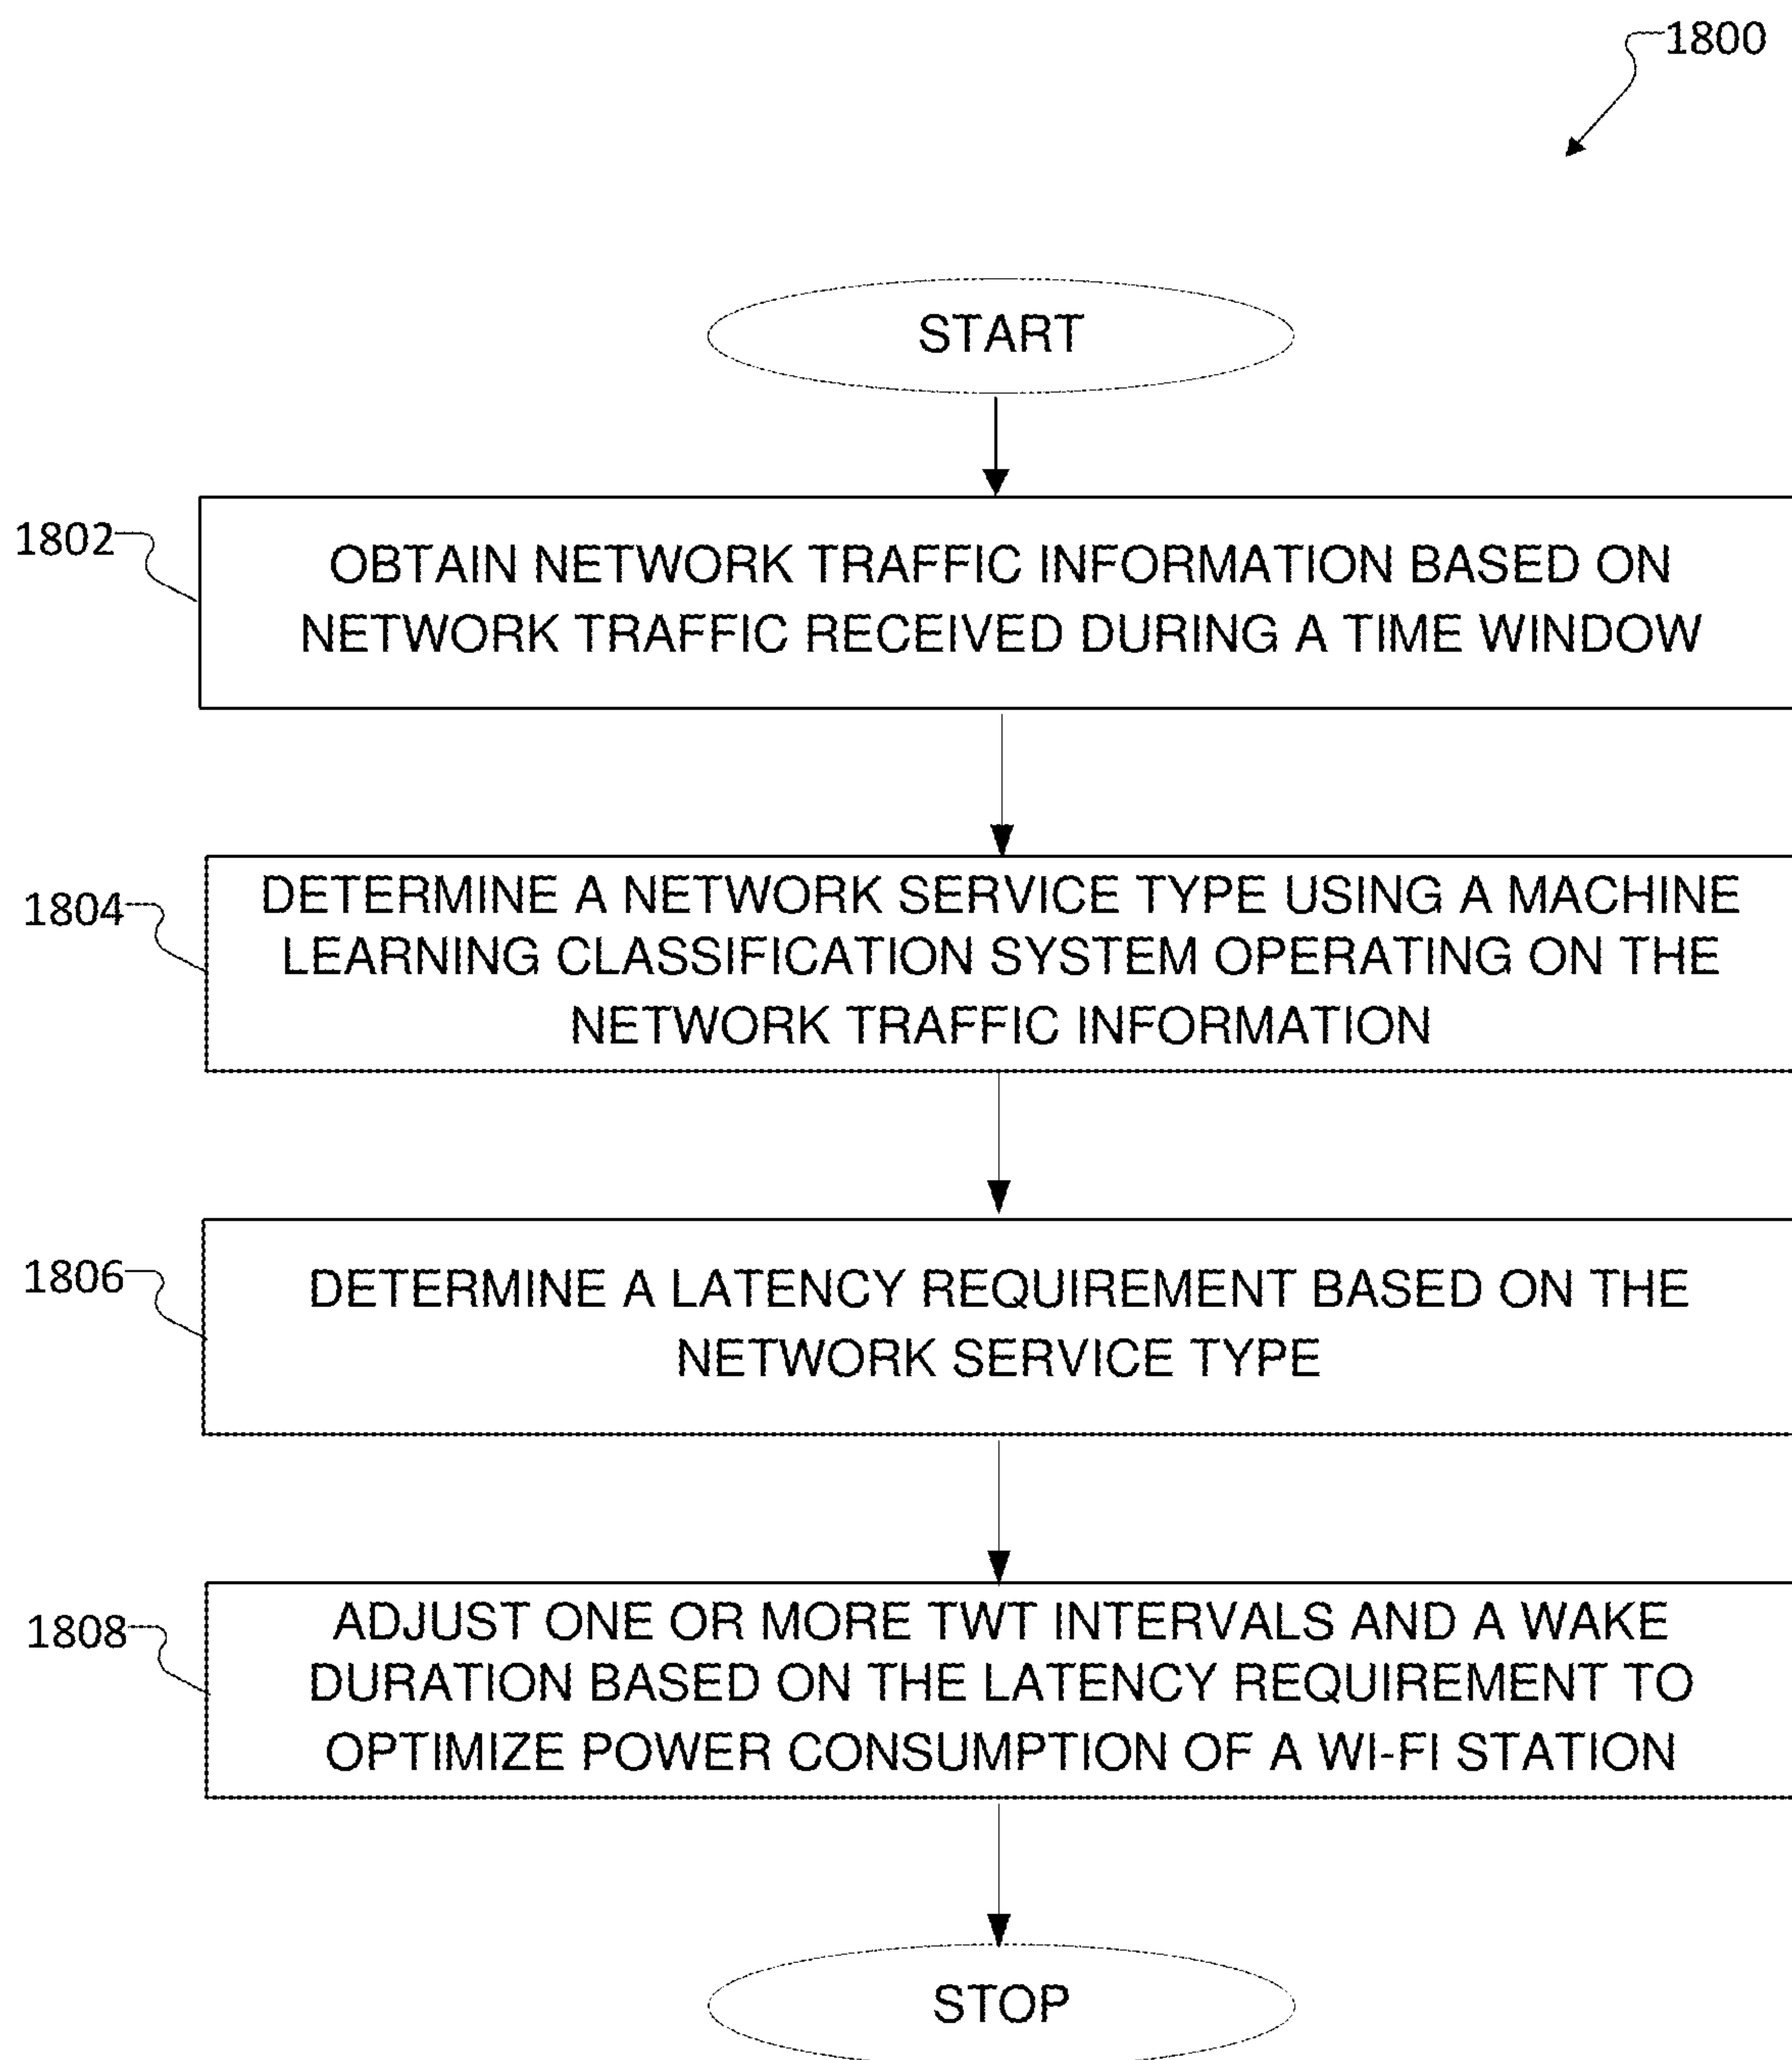 1800
START
1802
OBTAIN NETWORK TRAFFIC INFORMATION BASED ON
NETWORK TRAFFIC RECEIVED DURING A TIME WINDOW
1804
DETERMINE A NETWORK SERVICE TYPE USING A MACHINE
LEARNING CLASSIFICATION SYSTEM OPERATING ON THE
NETWORK TRAFFIC INFORMATION
1806
DETERMINE A LATENCY REQUIREMENT BASED ON THE
NETWORK SERVICE TYPE
1808
ADJUST ONE OR MORE TWT INTERVALS AND A WAKE
DURATION BASED ON THE LATENCY REQUIREMENT TO
OPTIMIZE POWER CONSUMPTION OF A WI-FI STATION
STOP